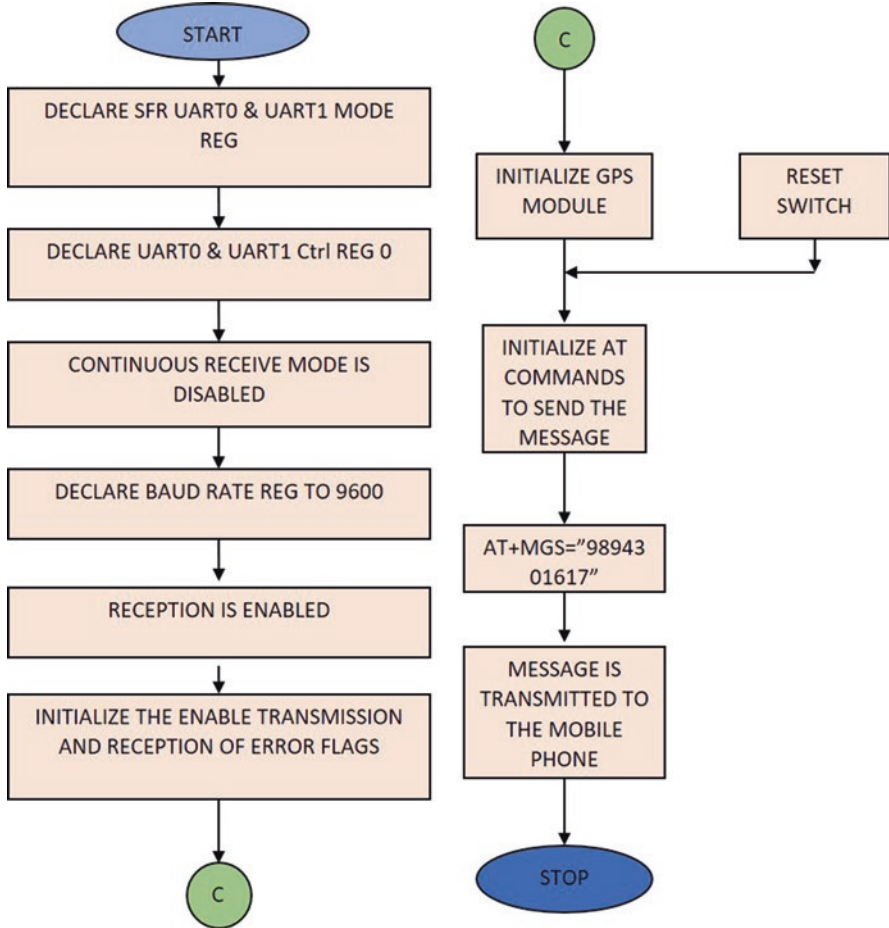 START
DECLARE SFR UART0 & UART1 MODE
REG
DECLARE UART0 & UART1 Ctrl REG 0
CONTINUOUS RECEIVE MODE IS
DISABLED
DECLARE BAUD RATE REG TO 9600
RECEPTION IS ENABLED
INITIALIZE THE ENABLE TRANSMISSION
AND RECEPTION OF ERROR FLAGS
C
C
INITIALIZE GPS
MODULE
RESET
SWITCH
INITIALIZE AT
COMMANDS
TO SEND THE
MESSAGE
AT+MGS=”98943
01617”
MESSAGE IS
TRANSMITTED TO
THE MOBILE
PHONE
STOP